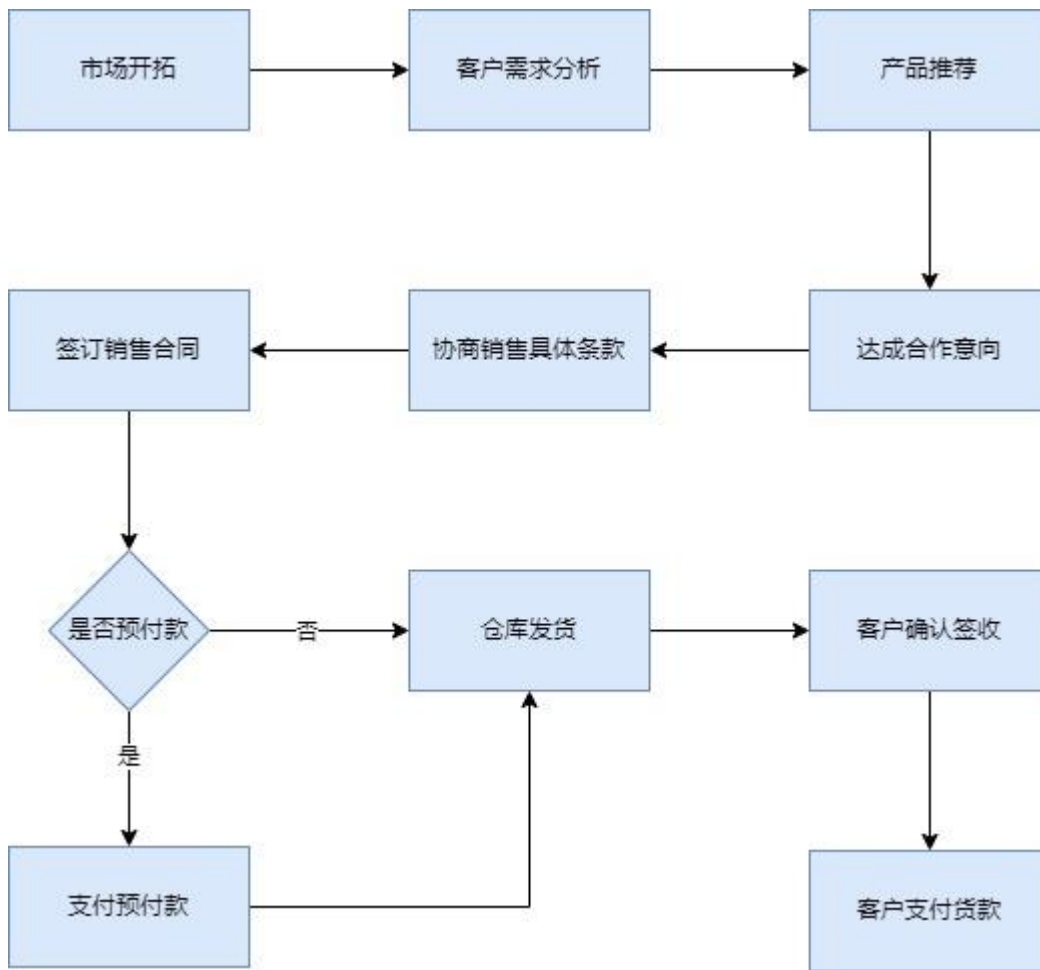 市场开拓
客户需求分析
产品推荐
签订销售合同
协商销售具体条款
达成合作意向
是否预付款
否
仓库发货
客户确认签收
是
支付预付款
客户支付货款